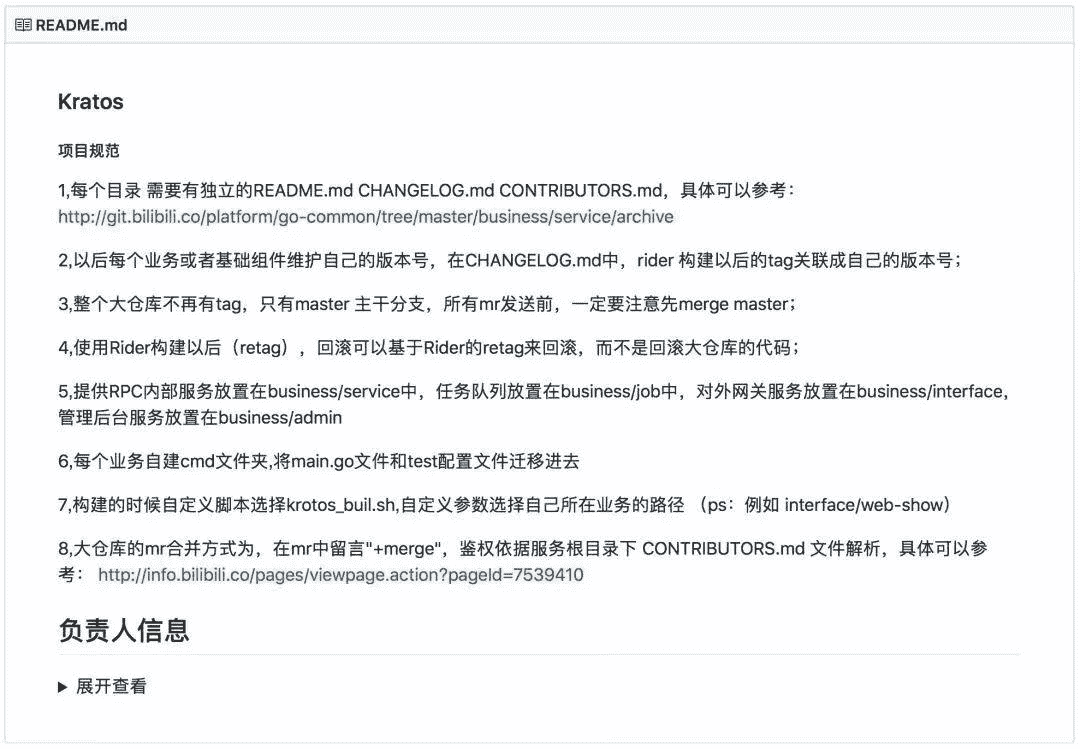 README.md
Kratos
项目规范
1,每个目录 需要有独立的README.md CHANGELOG.md CONTRIBUTORS.md，具体可以参考：
http://git.bilibili.co/platform/go-common/tree/master/business/service/archive
2,以后每个业务或者基础组件维护自己的版本号，在CHANGELOG.md中，rider 构建以后的tag关联成自己的版本号；
3,整个大仓库不再有tag，只有master 主干分支，所有mr发送前，一定要注意先merge master；
4,使用Rider构建以后（retag），回滚可以基于Rider的retag来回滚，而不是回滚大仓库的代码；
5,提供RPC内部服务放置在business/service中，任务队列放置在business/job中，对外网关服务放置在business/interface，
管理后台服务放置在business/admin
6,每个业务自建cmd文件夹,将main.go文件和test配置文件迁移进去
7,构建的时候自定义脚本选择krotos_buil.sh,自定义参数选择自己所在业务的路径 （ps：例如 interface/web-show）
8,大仓库的mr合并方式为，在mr中留言"+merge"，鉴权依据服务根目录下 CONTRIBUTORS.md 文件解析，具体可以参
考： http://info.bilibili.co/pages/viewpage.action?pageId=7539410
负责人信息
展开查看